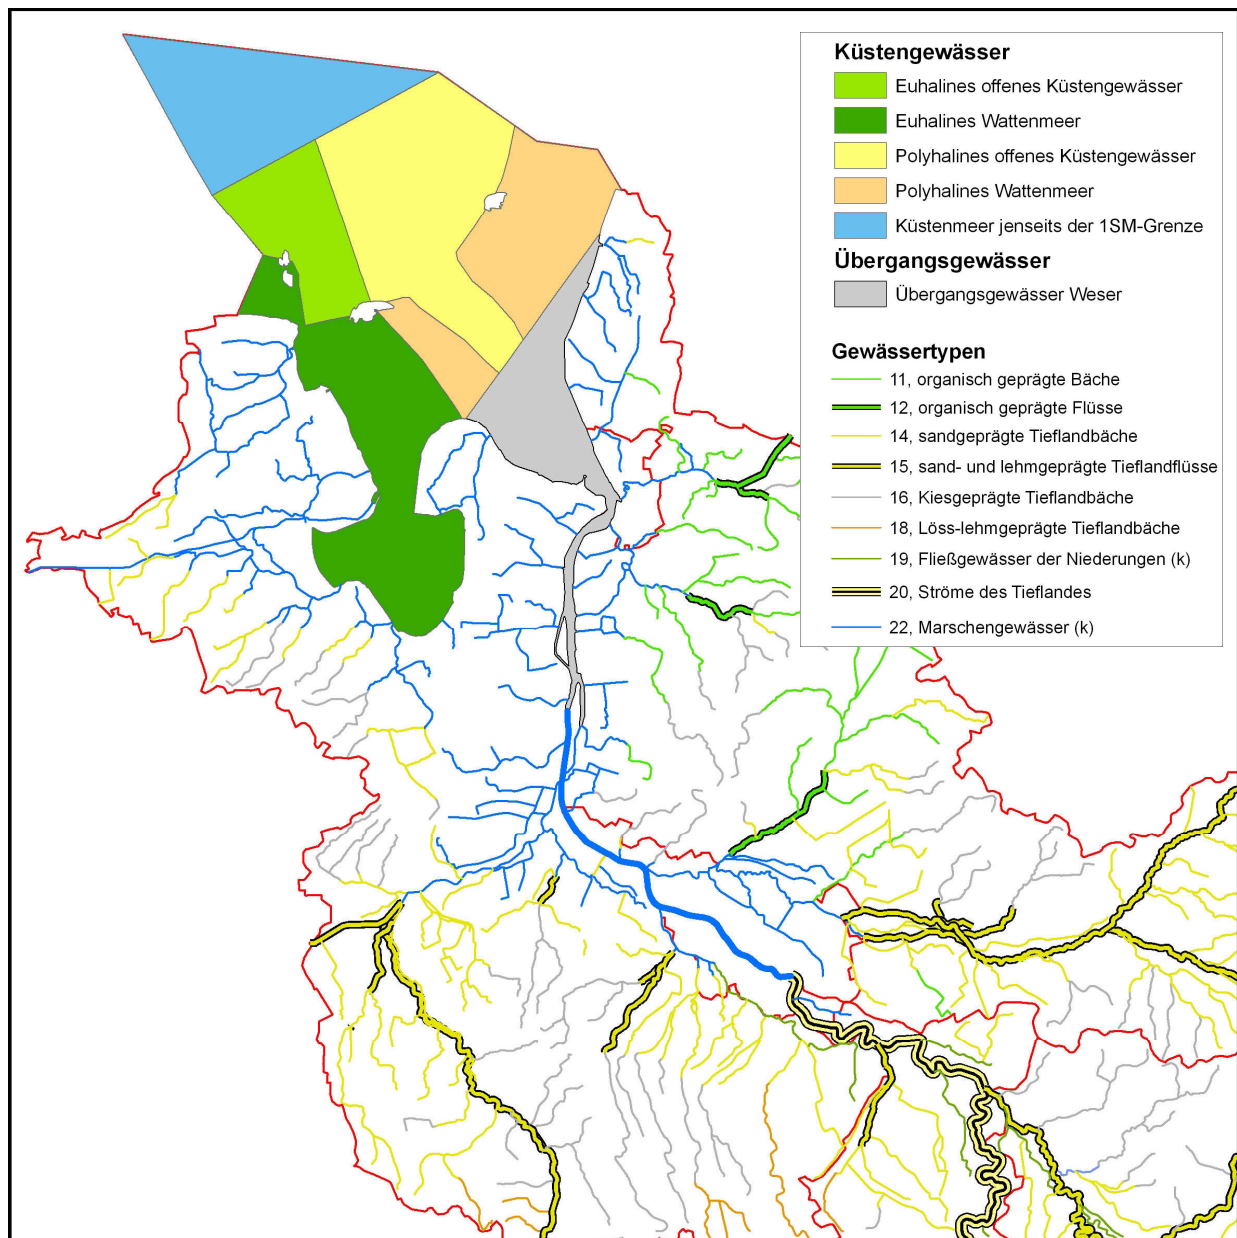 Küstengewässer
Euhalines offenes Küstengewässer
Euhalines Wattenmeer
Polyhalines offenes Küstengewässer
Polyhalines Wattenmeer
Küstenmeer jenseits der 1SM-Grenze
Übergangsgewässer
Übergangsgewässer Weser
Gewässertypen
11, organisch geprägte Bäche
12, organisch geprägte Flüsse
14, sandgeprägte Tieflandbäche
15, sand- und lehmgeprägte Tieflandflüsse
16, Kiesgeprägte Tieflandbäche
18, Löss-lehmgeprägte Tieflandbäche
19, Fließgewässer der Niederungen (k)
20, Ströme des Tieflandes
22, Marschengewässer (k)